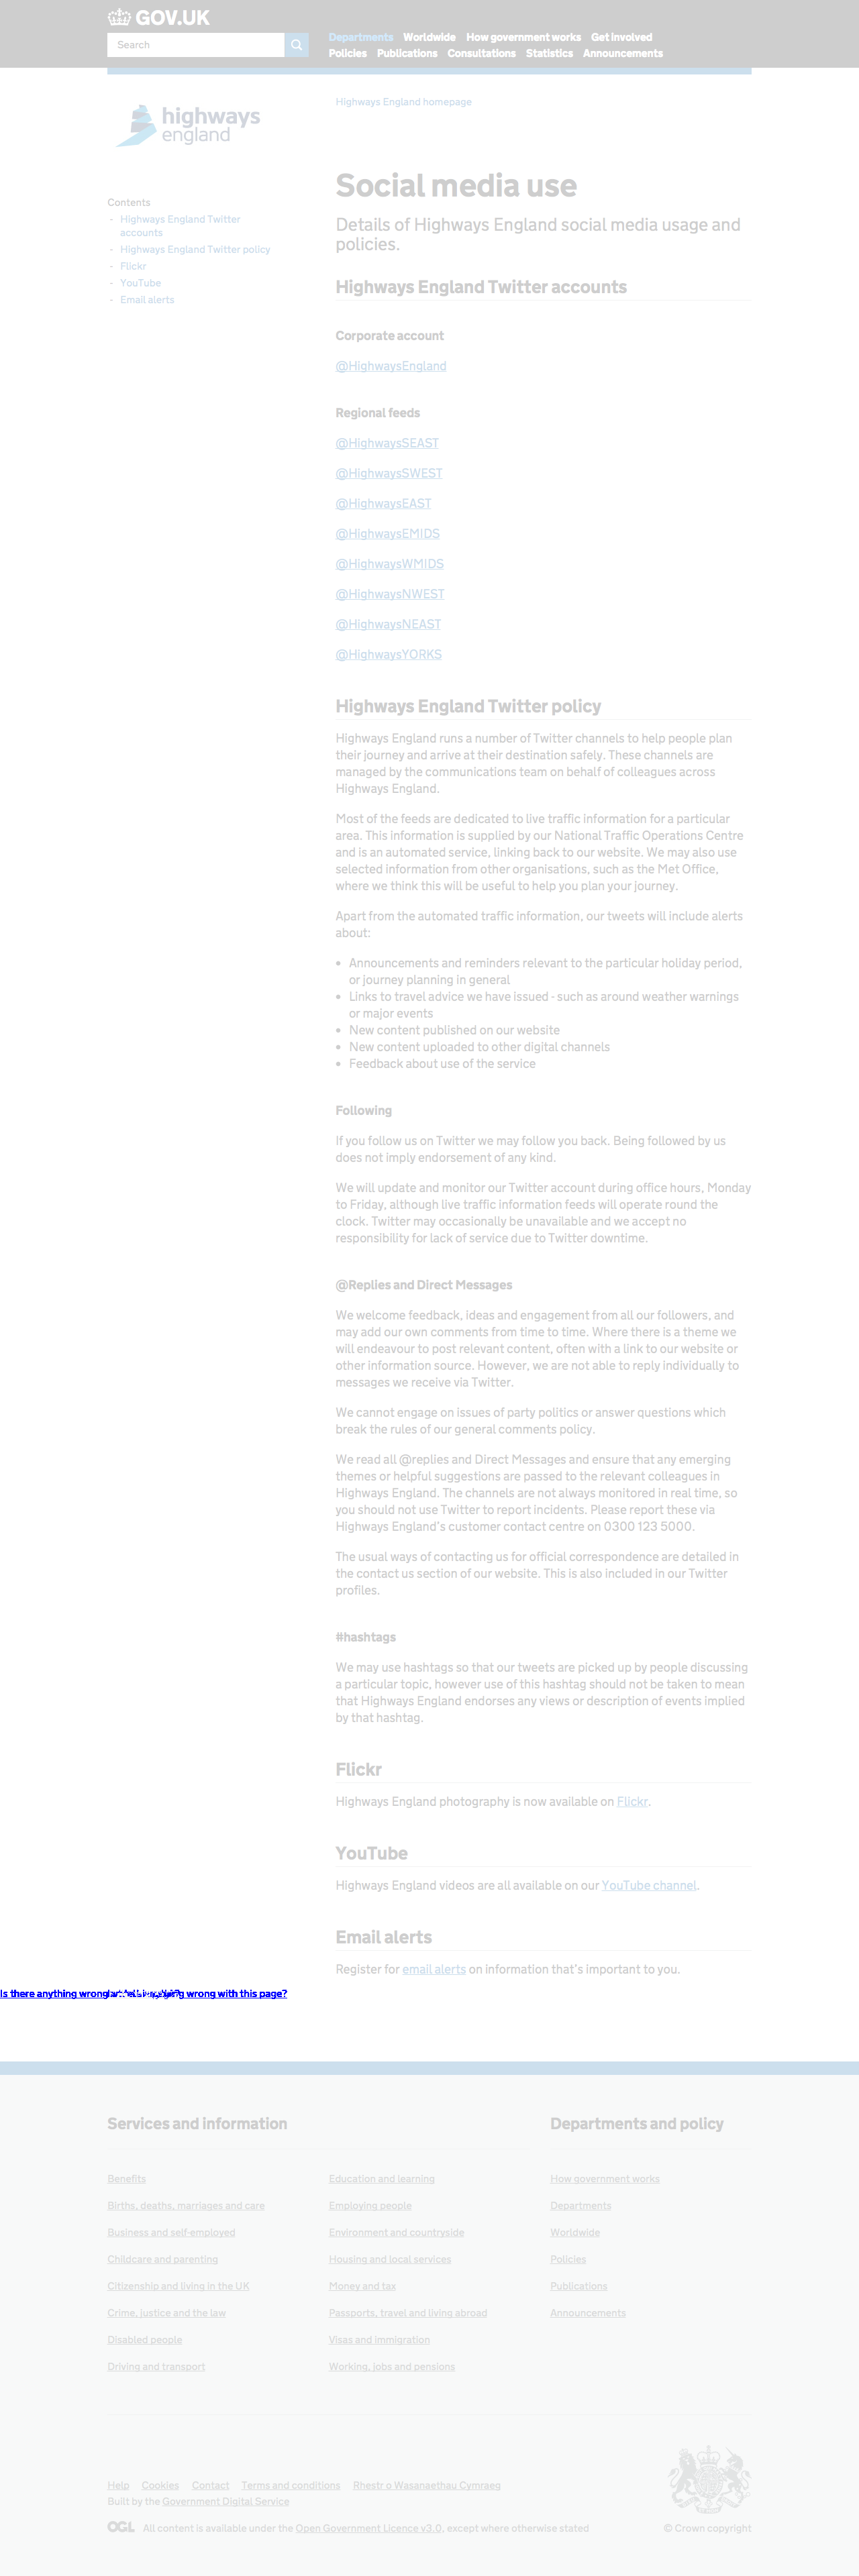 GOV.UK
Search
Departments Worldwide How government works Get involved
Policies Publications Consultations Statistics Announcements
highways
england
Highways England homepage
Contents
- Highways England Twitter
accounts
- Highways England Twitter policy
- Flickr
- YouTube
- Email alerts
Social media use
Details of Highways England social media usage and
policies.
Highways England Twitter accounts
Corporate account
@HighwaysEngland
Regional feeds
@HighwaysSEAST
@HighwaysSWEST
@HighwaysEAST
@HighwaysEMIDS
@HighwaysWMIDS
@HighwaysNWEST
@HighwaysNEAST
@HighwaysYORKS
Highways England Twitter policy
Highways England runs a number of Twitter channels to help people plan
their journey and arrive at their destination safely. These channels are
managed by the communications team on behalf of colleagues across
Highways England.
Most of the feeds are dedicated to live traffic information for a particular
area. This information is supplied by our National Traffic Operations Centre
and is an automated service, linking back to our website. We may also use
selected information from other organisations, such as the Met Office,
where we think this will be useful to help you plan your journey.
Apart from the automated traffic information, our tweets will include alerts
about:
• Announcements and reminders relevant to the particular holiday period,
or journey planning in general
• Links to travel advice we have issued - such as around weather warnings
or major events
• New content published on our website
• New content uploaded to other digital channels
• Feedback about use of the service
Following
If you follow us on Twitter we may follow you back. Being followed by us
does not imply endorsement of any kind.
We will update and monitor our Twitter account during office hours, Monday
to Friday, although live traffic information feeds will operate round the
clock. Twitter may occasionally be unavailable and we accept no
responsibility for lack of service due to Twitter downtime.
@Replies and Direct Messages
We welcome feedback, ideas and engagement from all our followers, and
may add our own comments from time to time. Where there is a theme we
will endeavour to post relevant content, often with a link to our website or
other information source. However, we are not able to reply individually to
messages we receive via Twitter.
We cannot engage on issues of party politics or answer questions which
break the rules of our general comments policy.
We read all @replies and Direct Messages and ensure that any emerging
themes or helpful suggestions are passed to the relevant colleagues in
Highways England. The channels are not always monitored in real time, so
you should not use Twitter to report incidents. Please report these via
Highways England's customer contact centre on 0300 123 5000.
The usual ways of contacting us for official correspondence are detailed in
the contact us section of our website. This is also included in our Twitter
profiles.
#hashtags
We may use hashtags so that our tweets are picked up by people discussing
a particular topic, however use of this hashtag should not be taken to mean
that Highways England endorses any views or description of events implied
by that hashtag.
Flickr
Highways England photography is now available on Flickr.
YouTube
Highways England videos are all available on our YouTube channel.
Email alerts
Register for email alerts on information that's important to you.
Is there anything wrong wrong with this page?
Services and information
Departments and policy
Benefits
Births, deaths, marriages and care
Business and self-employed
Childcare and parenting
Citizenship and living in the UK
Crime, justice and the law
Disabled people
Driving and transport
Education and learning
Employing people
Environment and countryside
Housing and local services
Money and tax
Passports, travel and living abroad
Visas and immigration
Working, jobs and pensions
How government works
Departments
Worldwide
Policies
Publications
Announcements
Help Cookies Contact Terms and conditions Rhestr o Wasanaethau Cymraeg
Built by the Government Digital Service
OGL All content is available under the Open Government Licence v3.0, except where otherwise stated
© Crown copyright